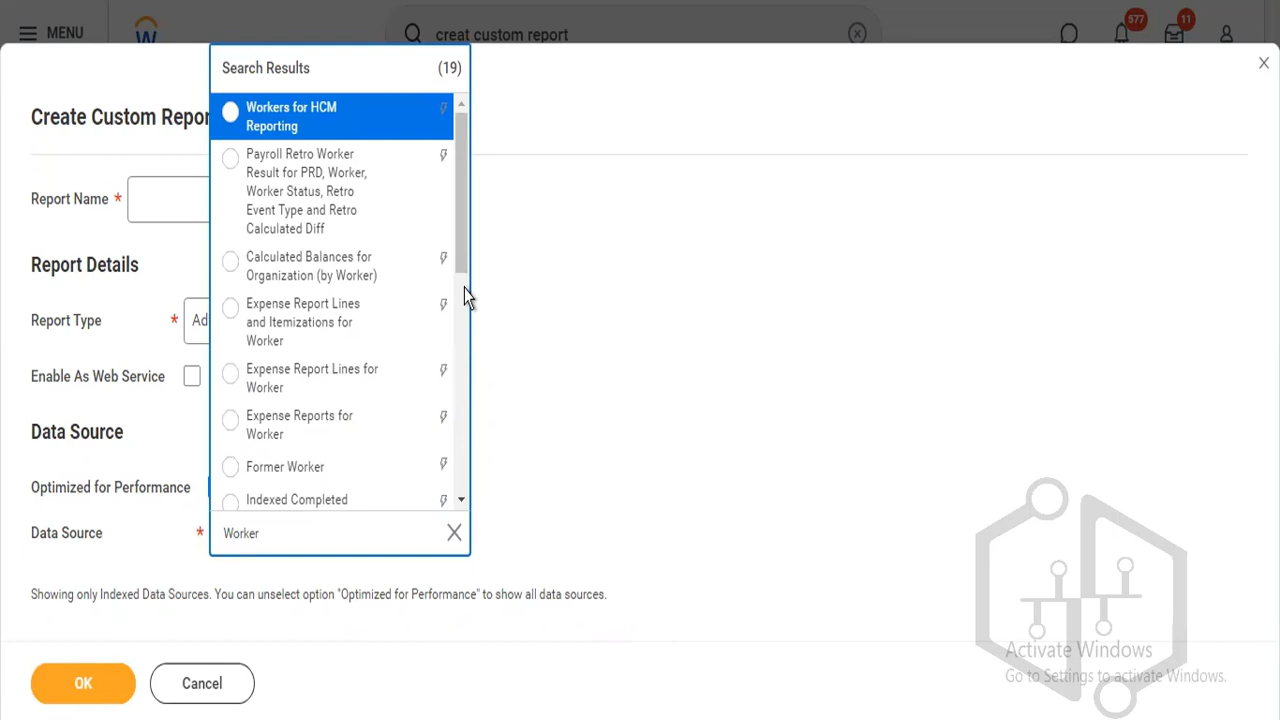 MENU
W
creat custom report
577
11
Search Results (19)
Create Custom Repor
Workers for HCM
Reporting
Payroll Retro Worker
Result for PRD, Worker,
Worker Status, Retro
Event Type and Retro
Calculated Diff
Report Name *
Report Details
Calculated Balances for
Organization (by Worker)
Report Type * Ad
Expense Report Lines
and Itemizations for
Worker
Enable As Web Service
Expense Report Lines for
Worker
Data Source
Expense Reports for
Worker
Former Worker
Optimized for Performance
Indexed Completed
Data Source * Worker
Showing only Indexed Data Sources. You can unselect option "Optimized for Performance" to show all data sources.
OK Cancel
Activate Windows
Go to Settings to activate Windows.